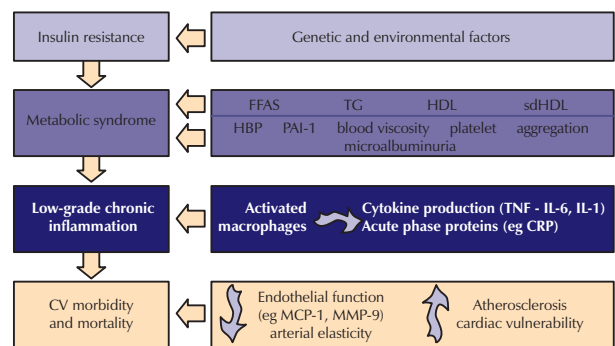 Insulin resistance
Genetic and environmental factors
Metabolic syndrome
FFAS TG HDL sdHDL
HBP PAI-1 blood viscosity platelet aggregation
microalbuminuria
Low-grade chronic
inflammation
Activated
macrophages
Cytokine production (TNF - IL-6, IL-1)
Acute phase proteins (eg CRP)
CV morbidity
and mortality
Endothelial function
(eg MCP-1, MMP-9)
arterial elasticity
Atherosclerosis
cardiac vulnerability